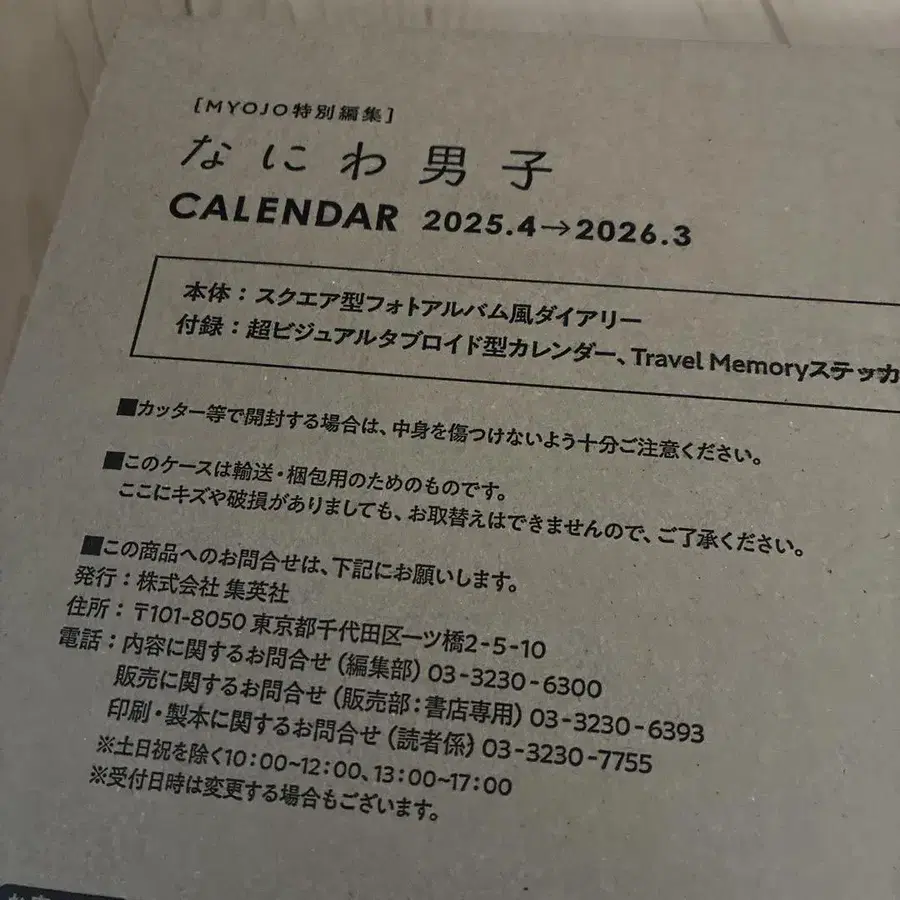 [MYOJO特別編集]
なにわ男子
CALENDAR 2025.4→2026.3
本体：スクエア型フォトアルバム風ダイアリー
付録：超ビジュアルタブロイド型カレンダー、Travel Memoryステッカ
■カッター等で開封する場合は、中身を傷つけないよう十分ご注意ください。
■このケースは輸送・梱包用のためのものです。
ここにキズや破損がありましても、お取替えはできませんので、ご了承ください。
■この商品へのお問合せは、下記にお願いします。
発行：株式会社 集英社
住所：〒101-8050 東京都千代田区一ツ橋2-5-10
電話：内容に関するお問合せ（編集部）03-3230-6300
販売に関するお問合せ（販売部：書店専用）03-3230-6393
印刷・製本に関するお問合せ（読者係）03-3230-7755
※土日祝を除く10：00~12：00、13：00~17：00
※受付日時は変更する場合もございます。